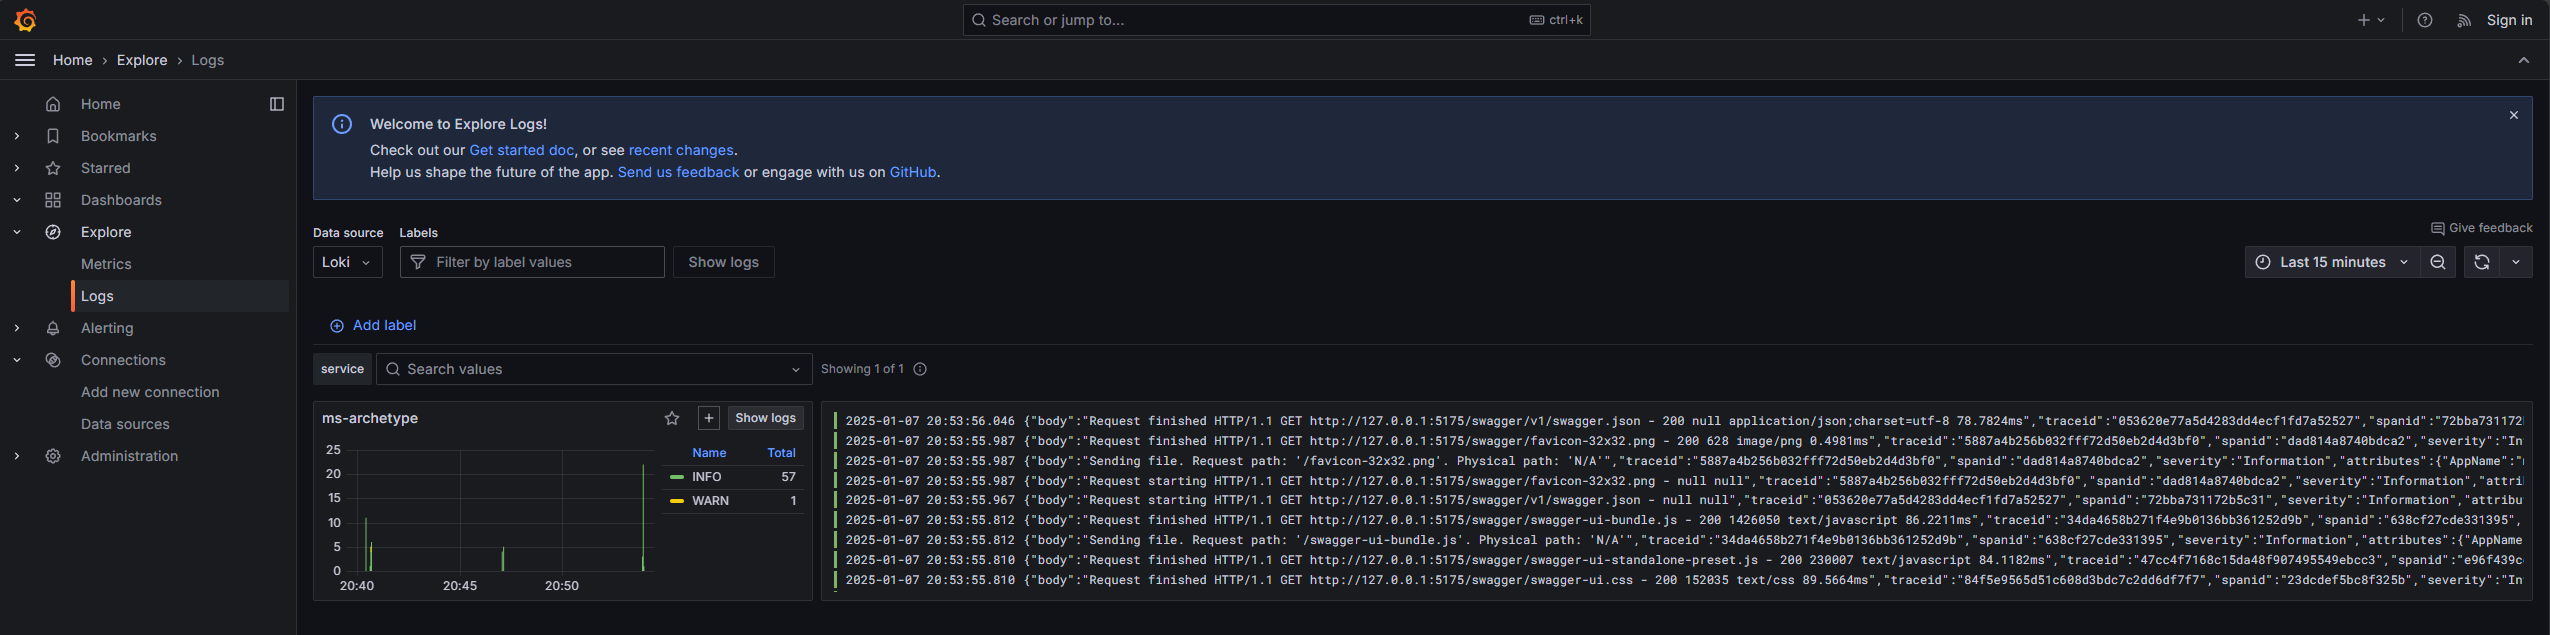 Search or jump to...
ctrl+k
Sign in
Home › Explore › Logs
Home
Bookmarks
Starred
Dashboards
Explore
Metrics
Logs
Alerting
Connections
Add new connection
Data sources
Administration
Welcome to Explore Logs!
Check out our Get started doc, or see recent changes.
Help us shape the future of the app. Send us feedback or engage with us on GitHub.
Give feedback
Data source
Labels
Loki
Filter by label values
Show logs
Last 15 minutes
Add label
service
Search values
Showing 1 of 1
ms-archetype
Show logs
Name Total
INFO 57
WARN 1
25
20
15
10
5
0
20:40
20:45
20:50
2025-01-07 20:53:56.046 {"body":"Request finished HTTP/1.1 GET http://127.0.0.1:5175/swagger/v1/swagger.json - 200 null application/json;charset=utf-8 78.7824ms","traceid":"053620e77a5d4283dd4ecf1fd7a52527","spanid":"72bba731172b
2025-01-07 20:53:55.987 {"body":"Request finished HTTP/1.1 GET http://127.0.0.1:5175/swagger/favicon-32x32.png - 200 628 image/png 0.4981ms","traceid":"5887a4b256b032fff72d50eb2d4d3bf0","spanid":"dad814a8740bdca2","severity":"In
2025-01-07 20:53:55.987 {"body":"Sending file. Request path: '/favicon-32x32.png'. Physical path: 'N/A'","traceid":"5887a4b256b032fff72d50eb2d4d3bf0","spanid":"dad814a8740bdca2","severity":"Information","attributes":{"AppName":"
2025-01-07 20:53:55.987 {"body":"Request starting HTTP/1.1 GET http://127.0.0.1:5175/swagger/favicon-32x32.png - null null","traceid":"5887a4b256b032fff72d50eb2d4d3bf0","spanid":"dad814a8740bdca2","severity":"Information","attri
2025-01-07 20:53:55.967 {"body":"Request starting HTTP/1.1 GET http://127.0.0.1:5175/swagger/v1/swagger.json - null null","traceid":"053620e77a5d4283dd4ecf1fd7a52527","spanid":"72bba731172b5c31","severity":"Information","attribu
2025-01-07 20:53:55.812 {"body":"Request finished HTTP/1.1 GET http://127.0.0.1:5175/swagger/swagger-ui-bundle.js - 200 1426050 text/javascript 86.2211ms","traceid":"34da4658b271f4e9b0136bb361252d9b","spanid":"638cf27cde331395",
2025-01-07 20:53:55.812 {"body":"Sending file. Request path: '/swagger-ui-bundle.js'. Physical path: 'N/A'","traceid":"34da4658b271f4e9b0136bb361252d9b","spanid":"638cf27cde331395","severity":"Information","attributes":{"AppName
2025-01-07 20:53:55.810 {"body":"Request finished HTTP/1.1 GET http://127.0.0.1:5175/swagger/swagger-ui-standalone-preset.js - 200 230007 text/javascript 84.1182ms","traceid":"47cc4f7168c15da48f907495549ebcc3","spanid":"e96f439c
2025-01-07 20:53:55.810 {"body":"Request finished HTTP/1.1 GET http://127.0.0.1:5175/swagger/swagger-ui.css - 200 152035 text/css 89.5664ms","traceid":"84f5e9565d51c608d3bdc7c2dd6df7f7","spanid":"23dcdef5bc8f325b","severity":"In